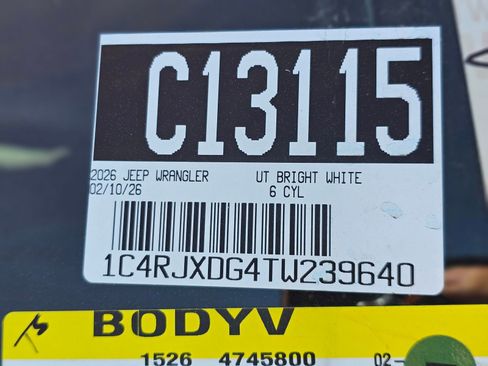 C13115
2026 JEEP WRANGLER UT BRIGHT WHITE
02/10/26 6 CYL
1C4RJXDG4TW239640
BODYV
1526 4745800 02-